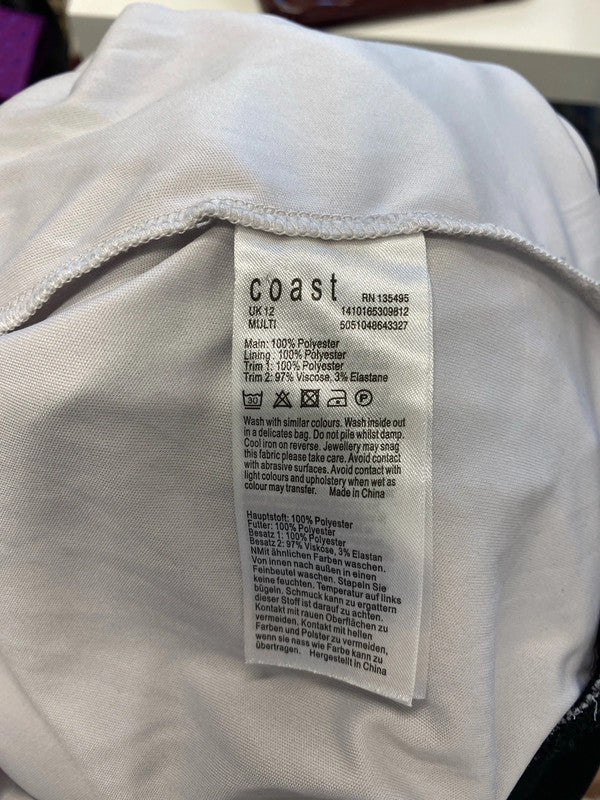 coast RN 135495
UK 12 1410165309812
MULTI 5051048643327
Main: 100% Polyester
Lining : 100% Polyester
Trim 1: 100% Polyester
Trim 2: 97% Viscose, 3% Elastane
30 P
Wash with similar colours. Wash inside out
in a delicates bag. Do not pile whilst damp.
Cool iron on reverse. Jewellery may snag
this fabric please take care. Avoid contact
with abrasive surfaces. Avoid contact with
light colours and upholstery when wet as
colour may transfer. Made in China
Hauptstoff: 100% Polyester
Futter: 100% Polyester
Besatz 1: 100% Polyester
Besatz 2: 97% Viskose, 3% Elastan
NMit ähnlichen Farben waschen.
Von innen nach außen in einen
Feinbeutel waschen. Stapeln Sie
keine feuchten. Temperatur auf links
bügeln. Schmuck kann zu ergattern
dieser Stoff ist darauf zu achten.
Kontakt mit rauen Oberflächen zu
vermeiden. Kontakt mit hellen
Farben und Polster zu vermeiden,
wenn sie nass wie Farbe kann zu
übertragen. Hergestellt in China